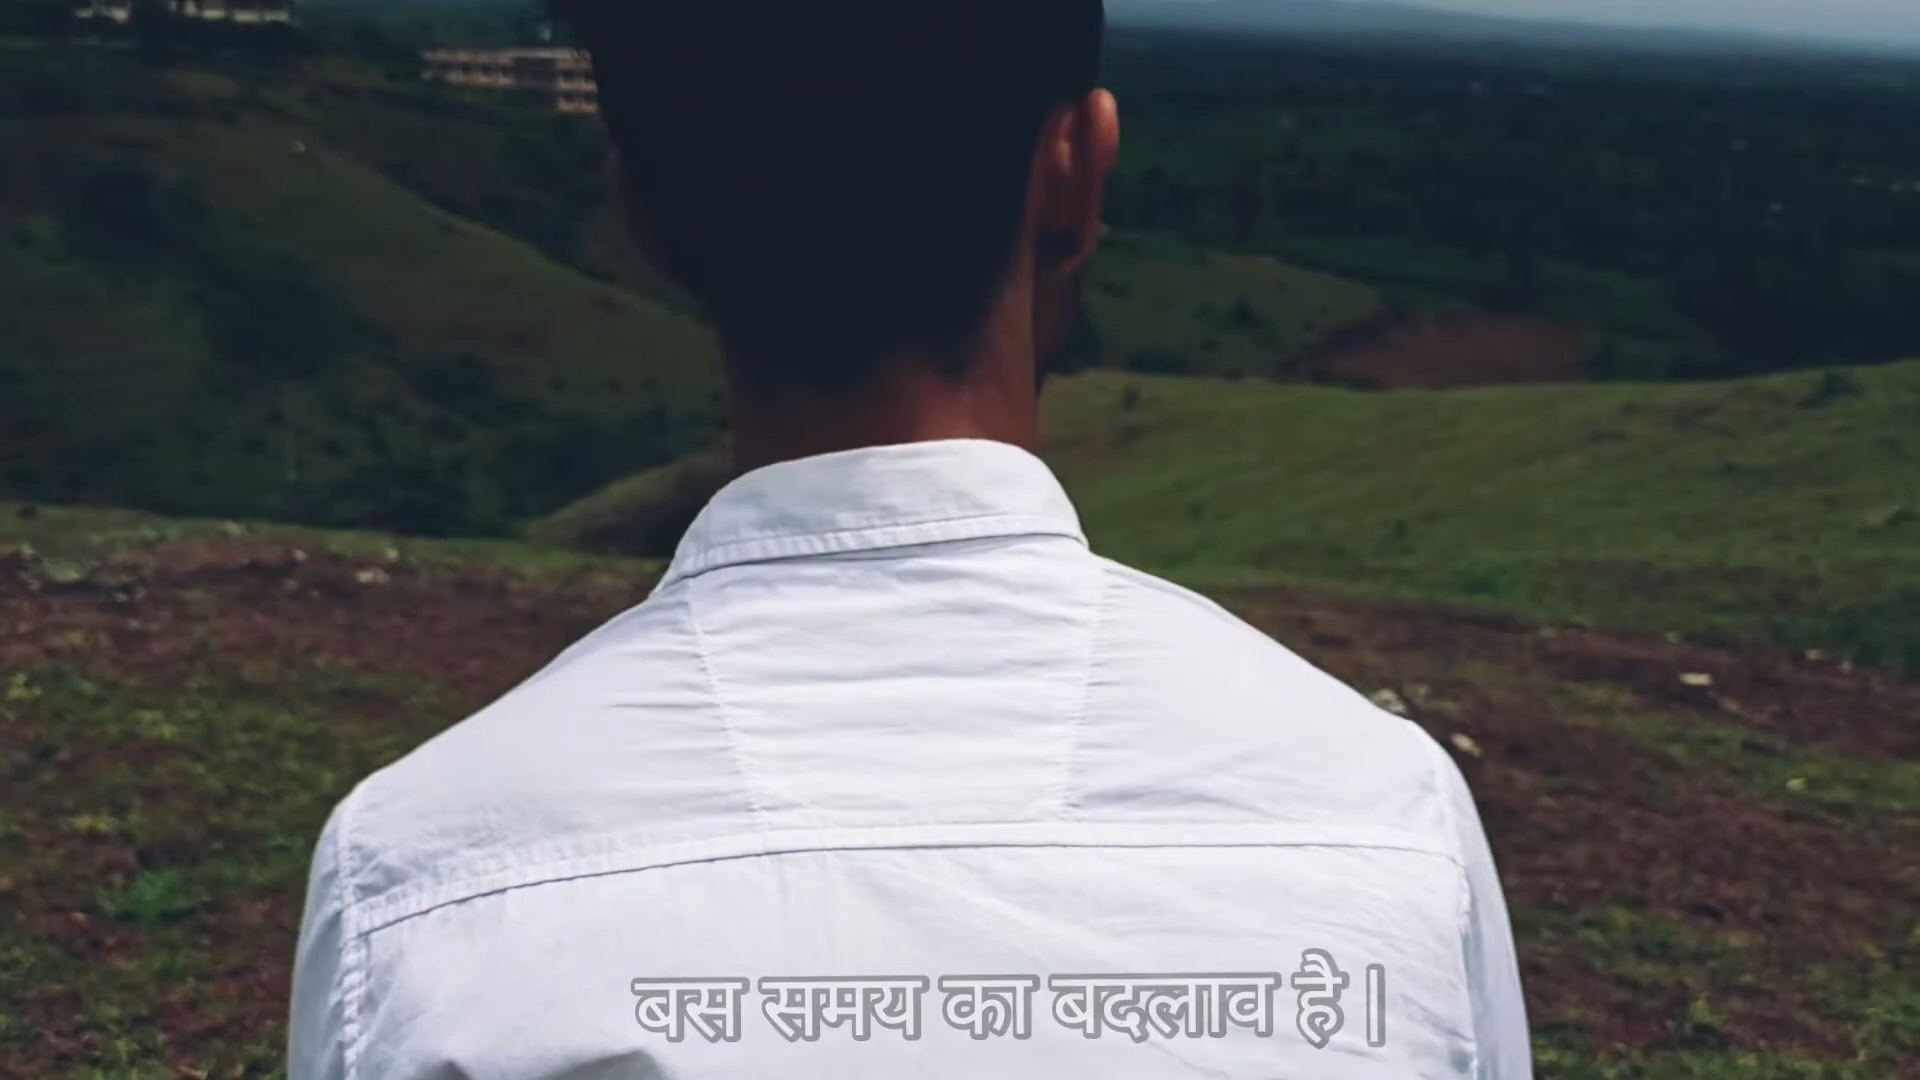 बस समय का बदलाव है |